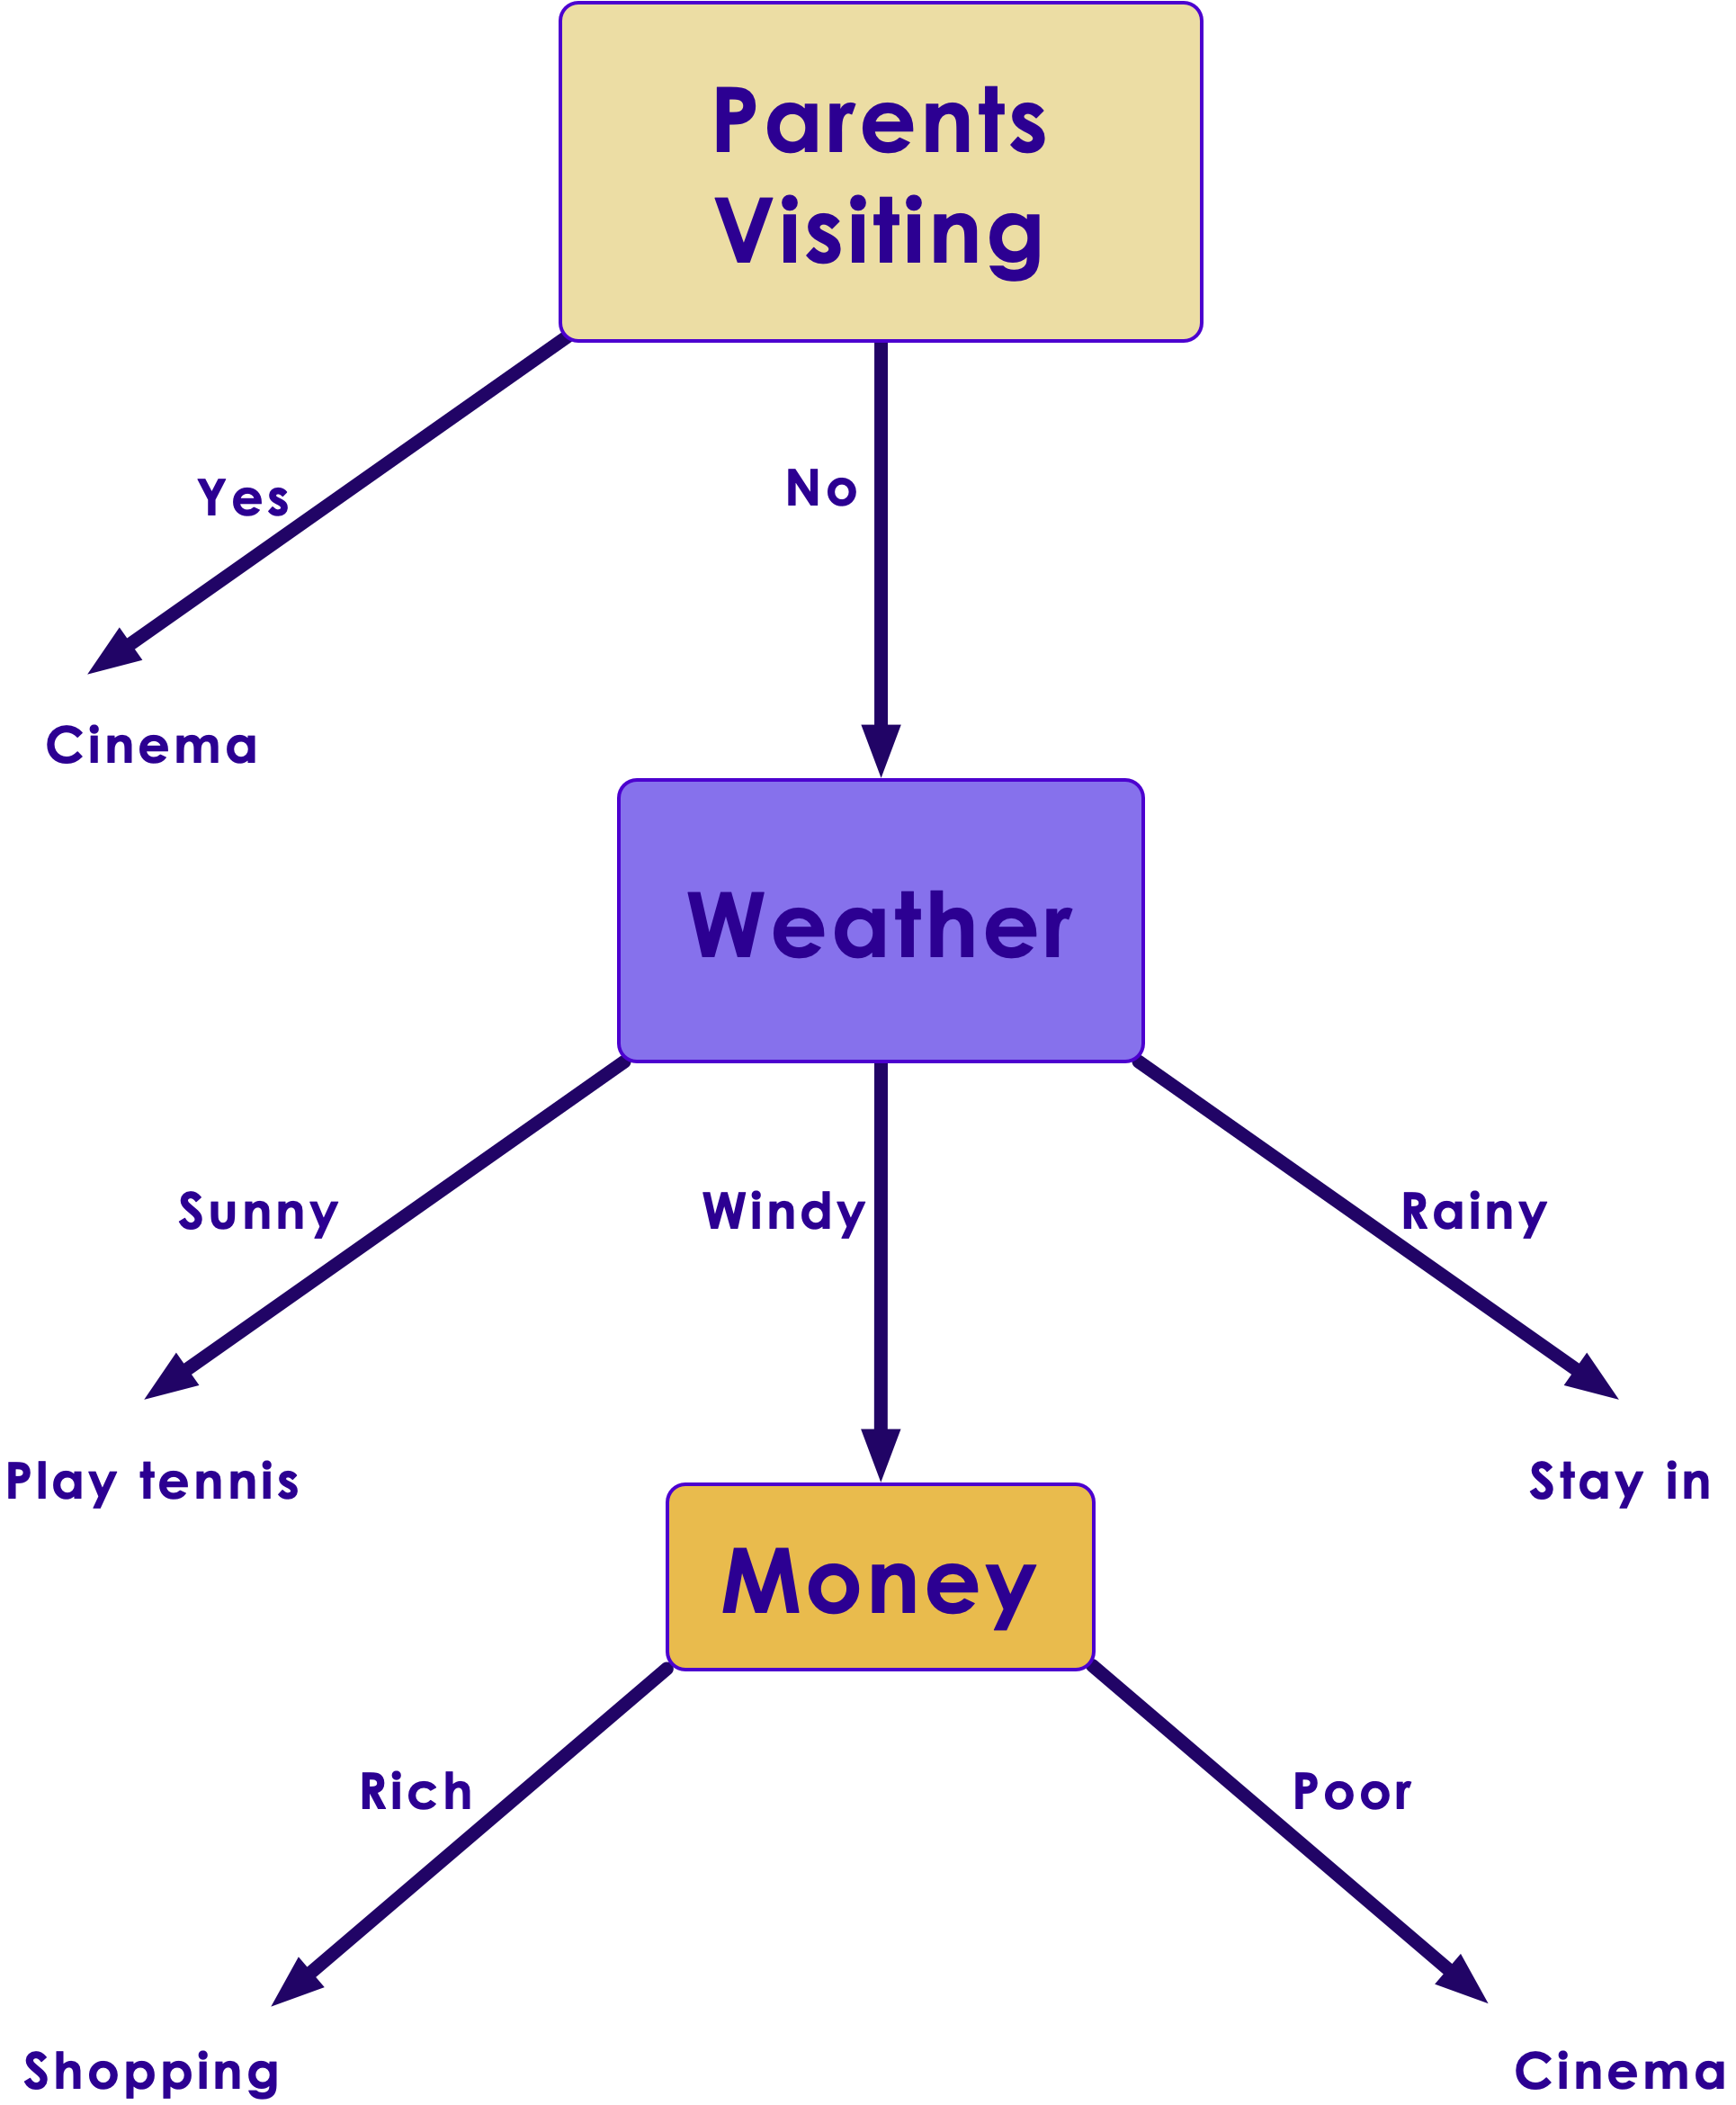 Parents
Visiting
Yes
No
Cinema
Weather
Sunny
Windy
Rainy
Play tennis
Stay in
Money
Rich
Poor
Shopping
Cinema